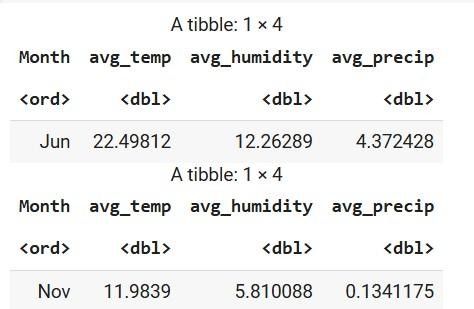 A tibble: 1 × 4
Month avg_temp avg_humidity avg_precip
<ord> <dbl> <dbl> <dbl>
Jun 22.49812 12.26289 4.372428
A tibble: 1 × 4
Month avg_temp avg_humidity avg_precip
<ord> <dbl> <dbl> <dbl>
Nov 11.9839 5.810088 0.1341175